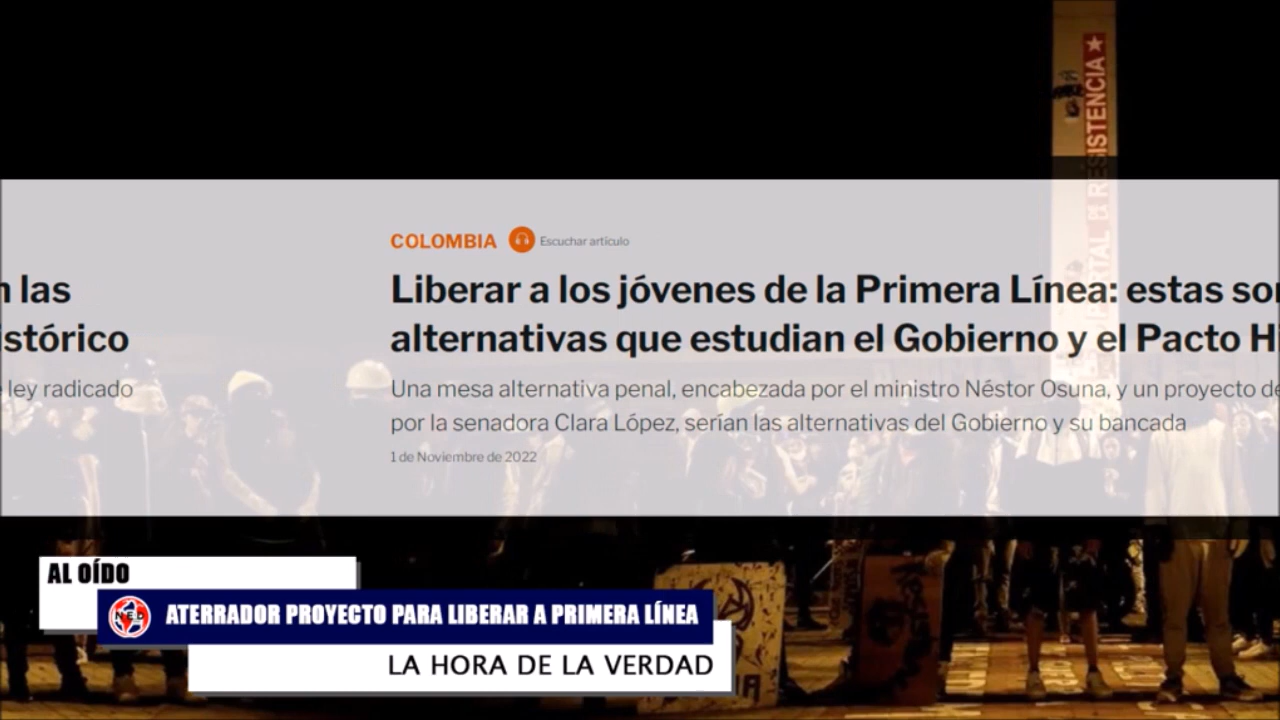 PORTAL DE RESISTENCIA
n las
istórico
ley radicado
COLOMBIA Escuchar artículo
Liberar a los jóvenes de la Primera Línea: estas so
alternativas que estudian el Gobierno y el Pacto H
Una mesa alternativa penal, encabezada por el ministro Néstor Osuna, y un proyecto de
por la senadora Clara López, serían las alternativas del Gobierno y su bancada
1 de Noviembre de 2022
AL OÍDO
ATERRADOR PROYECTO PARA LIBERAR A PRIMERA LÍNEA
LA HORA DE LA VERDAD